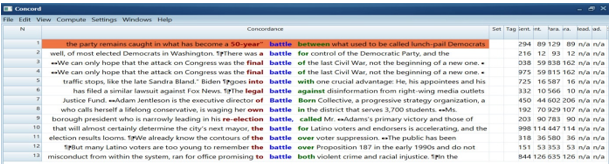 Concord
File Edit View Compute Settings Windows Help
N Concordance Set Tag Sent.
1 the party remains caught in what has become a 50-year" battle between what used to be called lunch-pail Democrats 294 89 129 89 n/a n/a
2 well, of most elected Democrats in Washington. ¶There was a battle for control of the Democratic Party, and the 216 12 93 12 n/a n/a
3 We can only hope that the attack on Congress was the final battle of the last Civil War, not the beginning of a new one. 038 59 838 162 n/a n/a
4 We can only hope that the attack on Congress was the final battle of the last Civil War, not the beginning of a new one. 975 59 815 162 n/a n/a
5 traffic stops, like the late Sandra Bland." Biden ¶goes into battle with one crucial advantage: He, his appointees and his 725 16 587 16 n/a n/a
6 has filed a similar lawsuit against Fox News. ¶The legal battle against disinformation from right-wing media outlets 332 10 566 10 n/a n/a
7 Justice Fund. Adam Jentleson is the executive director of Battle Born Collective, a progressive strategy organization, a 450 44 602 206 n/a n/a
8 who calls herself a lifelong conservative, is waging her own battle in the district that serves 3,700 students. Ms. 192 70 929 107 n/a n/a
9 borough president who is narrowly leading in his re-election battle, called Mr. Adams's primary victory and those of 203 90 783 90 n/a n/a
10 that will almost certainly determine the city's next mayor, the battle for Latino voters and endorsers is accelerating, and the 998 114 447 114 n/a n/a
11 election results looms. ¶We already know the contours of the battle over voter suppression. The public has been 318 36 580 36 n/a n/a
12 ¶But many Latino voters are too young to remember the battle over Proposition 187 in the early 1990s and do not 151 53 353 53 n/a n/a
13 misconduct from within the system, ran for office promising to battle both violent crime and racial injustice. ¶In the 844 126 635 126 n/a n/a